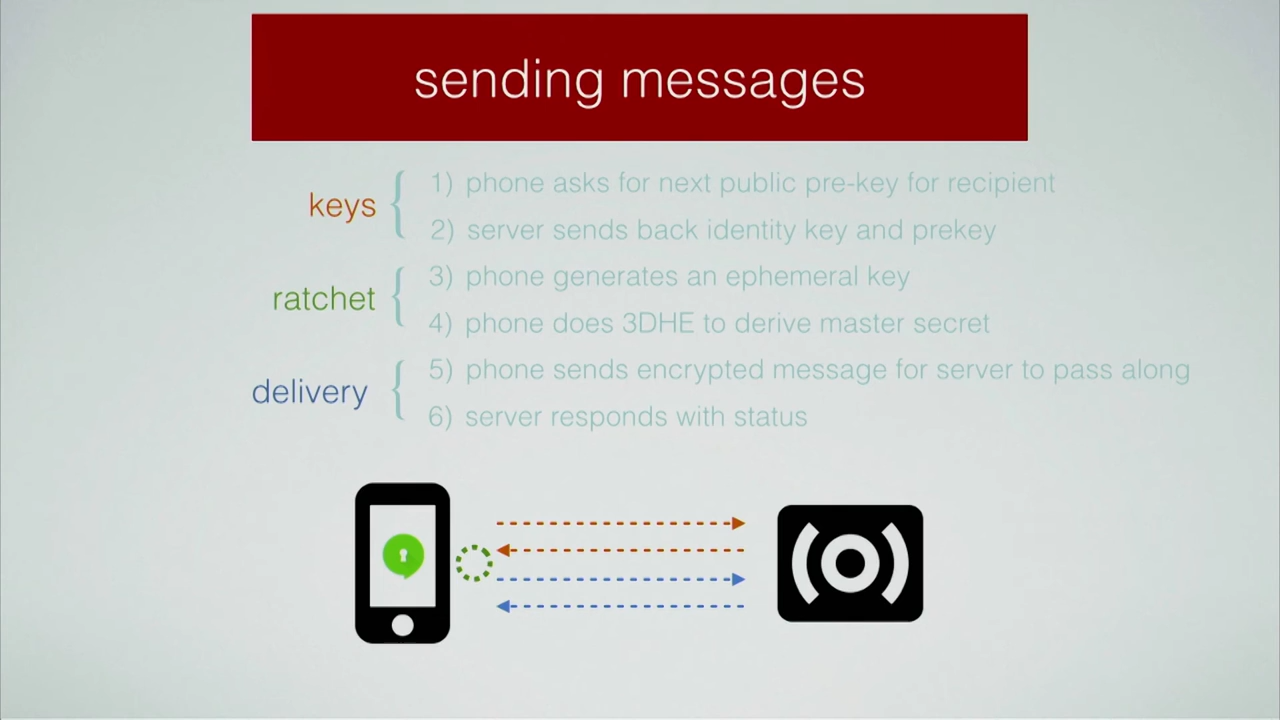 sending messages
keys
1) phone asks for next public pre-key for recipient
2) server sends back identity key and prekey
ratchet
3) phone generates an ephemeral key
4) phone does 3DHE to derive master secret
delivery
5) phone sends encrypted message for server to pass along
6) server responds with status